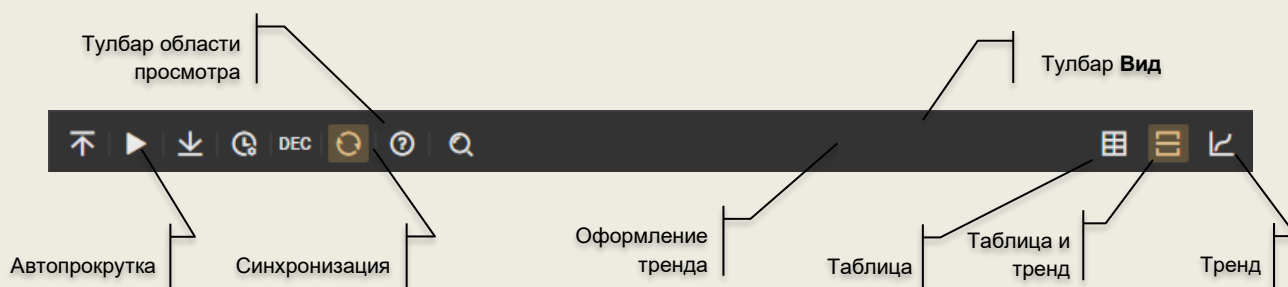 Тулбар области
просмотра
Тулбар Вид
DEC
Автопрокрутка
Синхронизация
Оформление
тренда
Таблица
Таблица и
тренд
Тренд